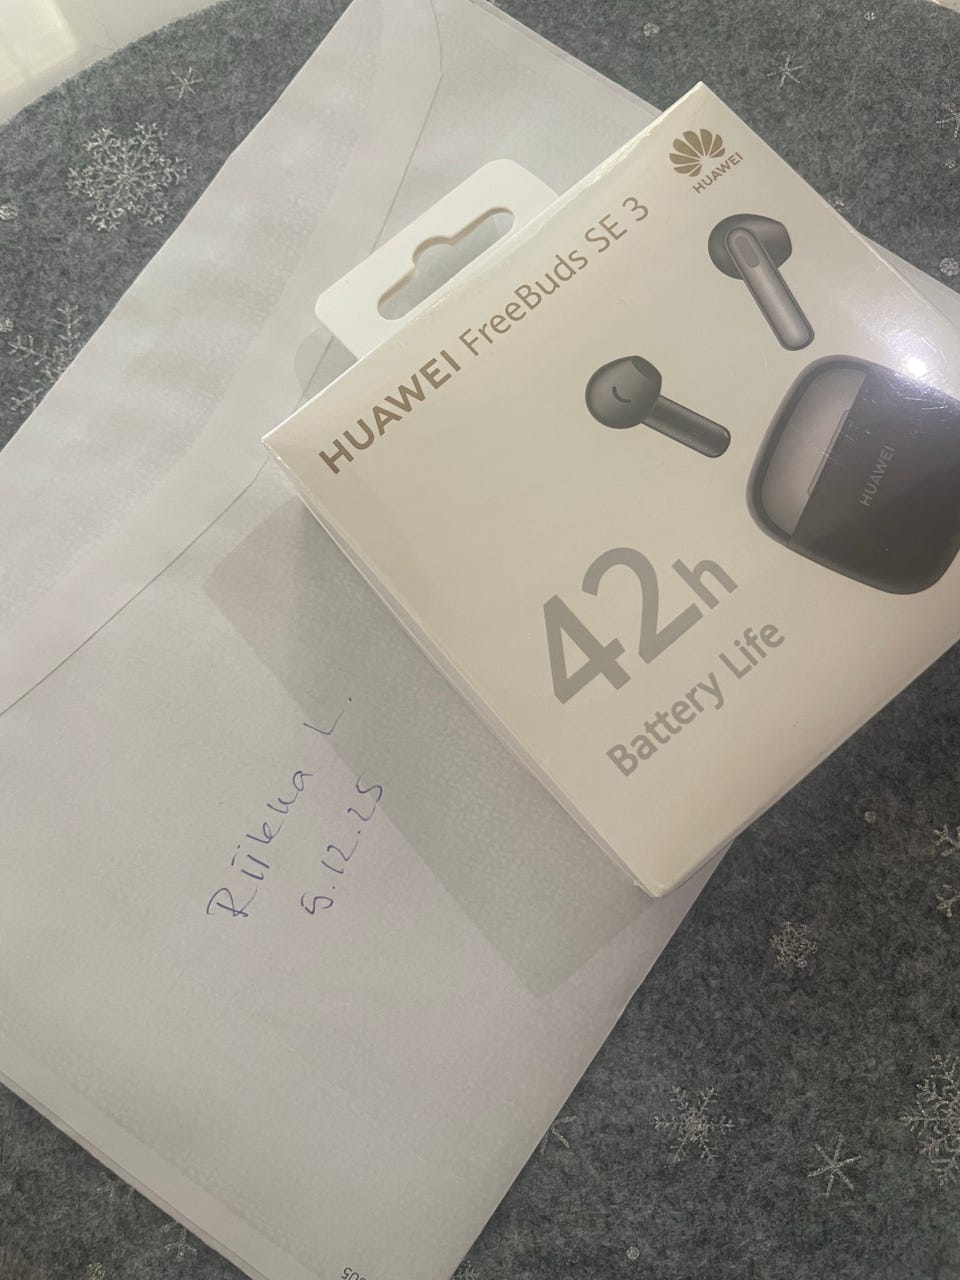 HUAWEI
HUAWEI FreeBuds SE 3
HUAWEI
42h
Battery Life
Riikka L.
5.12.25